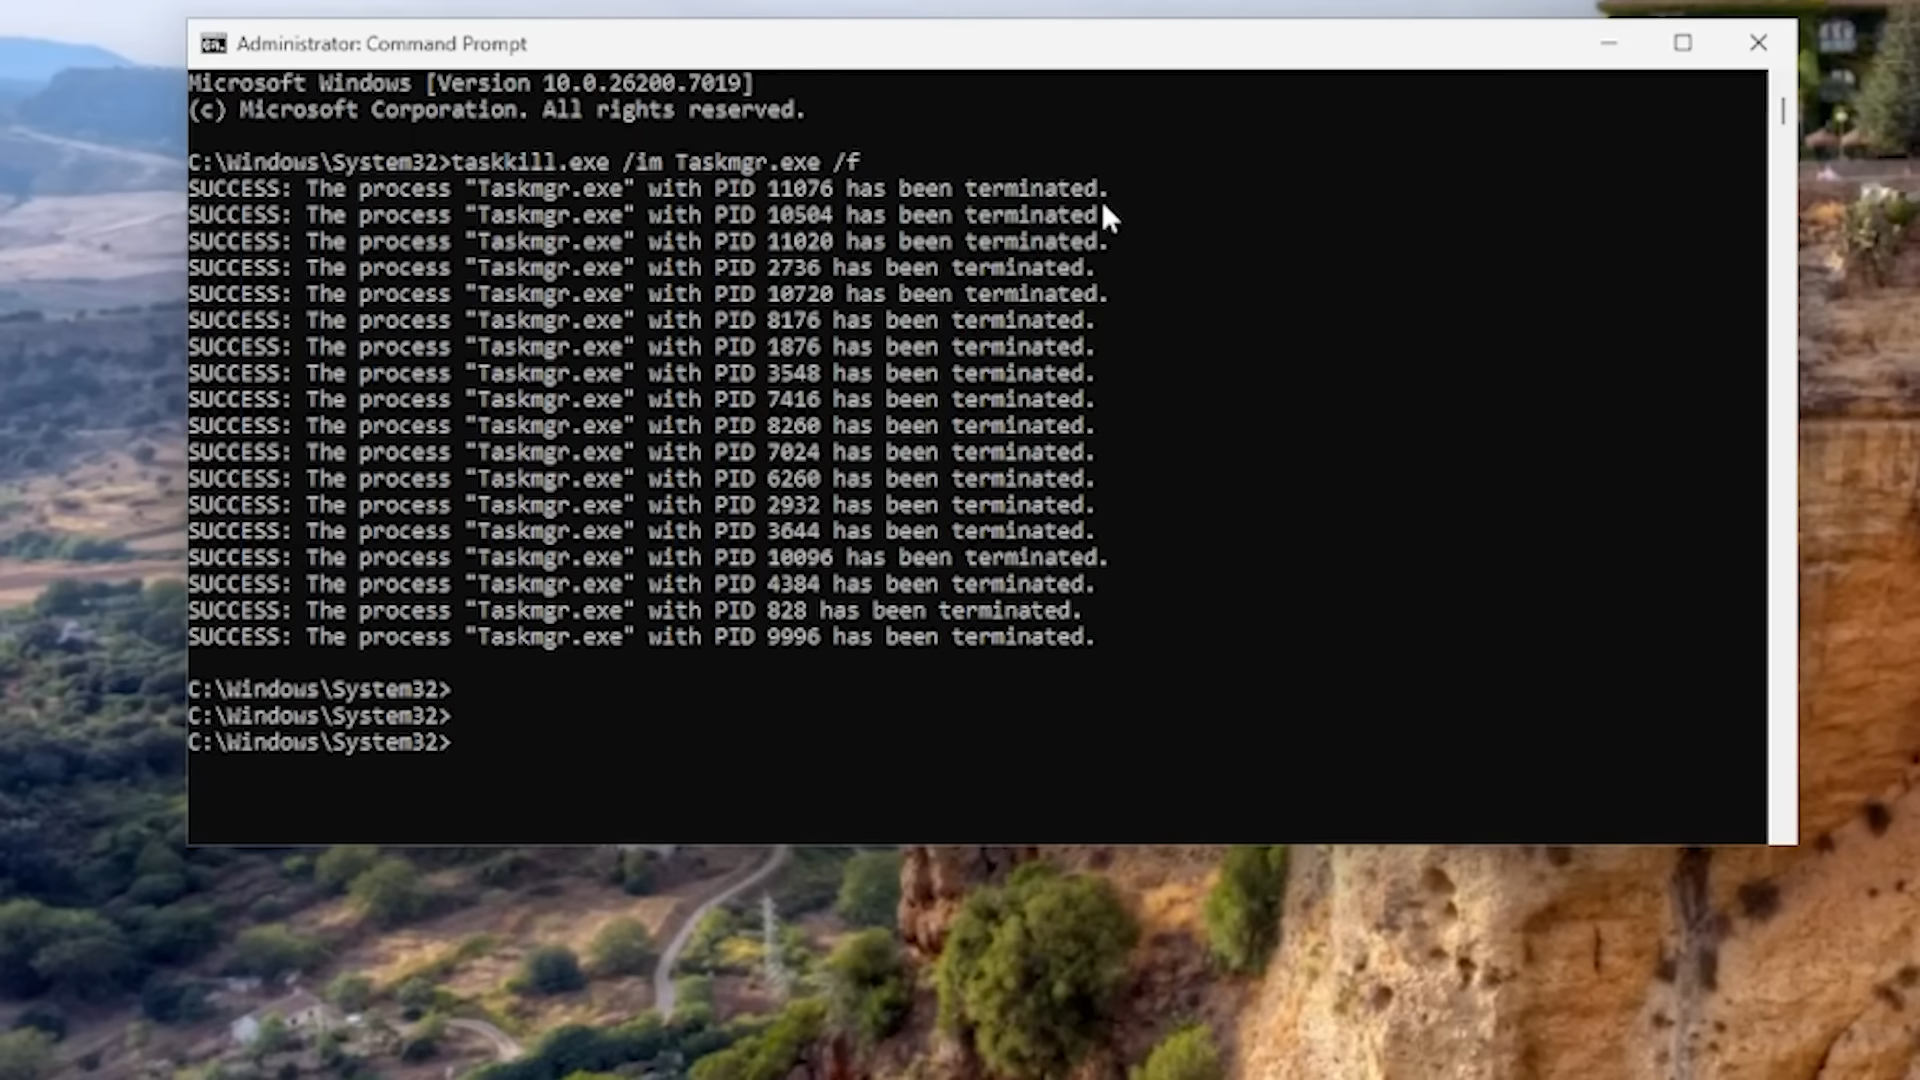 Administrator: Command Prompt
Microsoft Windows [Version 10.0.26200.7019]
(c) Microsoft Corporation. All rights reserved.
C:\Windows\System32>taskkill.exe /im Taskmgr.exe /f
SUCCESS: The process "Taskmgr.exe" with PID 11076 has been terminated.
SUCCESS: The process "Taskmgr.exe" with PID 10504 has been terminated
SUCCESS: The process "Taskmgr.exe" with PID 11020 has been terminated.
SUCCESS: The process "Taskmgr.exe" with PID 2736 has been terminated.
SUCCESS: The process "Taskmgr.exe" with PID 10720 has been terminated.
SUCCESS: The process "Taskmgr.exe" with PID 8176 has been terminated.
SUCCESS: The process "Taskmgr.exe" with PID 1876 has been terminated.
SUCCESS: The process "Taskmgr.exe" with PID 3548 has been terminated.
SUCCESS: The process "Taskmgr.exe" with PID 7416 has been terminated.
SUCCESS: The process "Taskmgr.exe" with PID 8260 has been terminated.
SUCCESS: The process "Taskmgr.exe" with PID 7024 has been terminated.
SUCCESS: The process "Taskmgr.exe" with PID 6260 has been terminated.
SUCCESS: The process "Taskmgr.exe" with PID 2932 has been terminated.
SUCCESS: The process "Taskmgr.exe" with PID 3644 has been terminated.
SUCCESS: The process "Taskmgr.exe" with PID 10096 has been terminated.
SUCCESS: The process "Taskmgr.exe" with PID 4384 has been terminated.
SUCCESS: The process "Taskmgr.exe" with PID 828 has been terminated.
SUCCESS: The process "Taskmgr.exe" with PID 9996 has been terminated.
C:\Windows\System32>
C:\Windows\System32>
C:\Windows\System32>